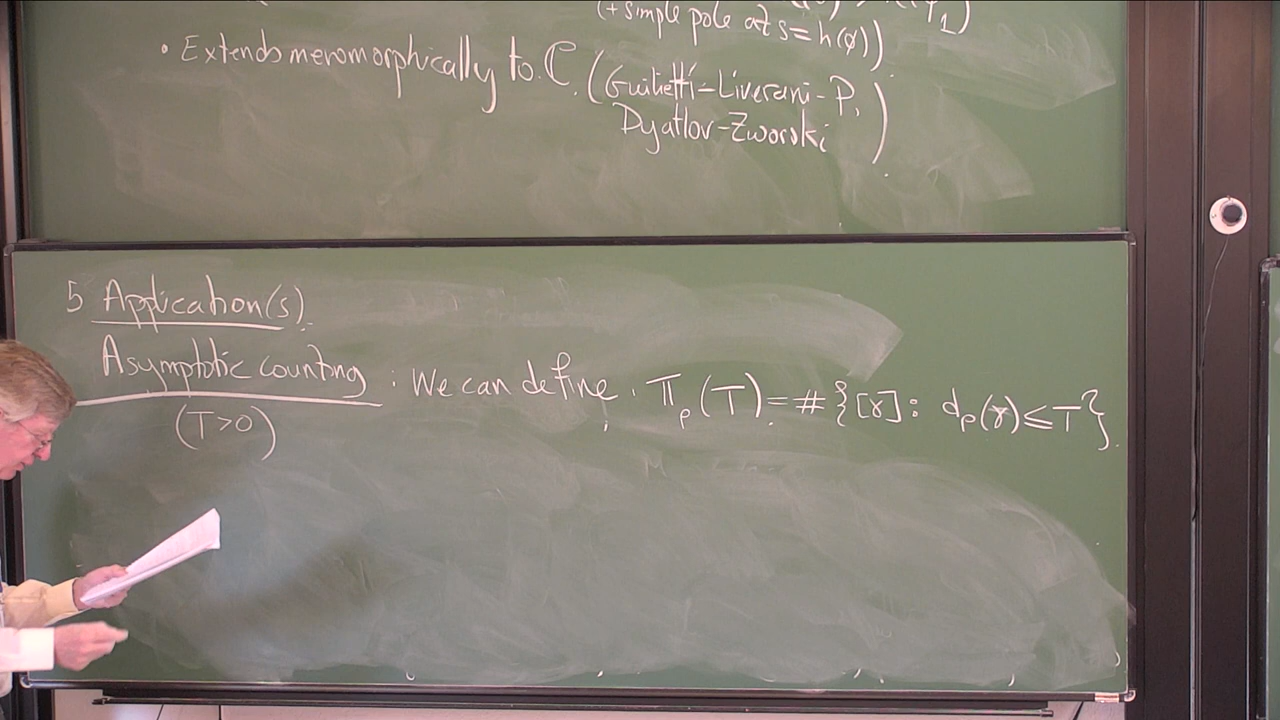 (+ simple pole at s = h(φ))
• Extends meromorphically to ℂ. (Guilietti-Liverani-P,
Dyatlov-Zworski)
5 Application(s).
Asymptotic counting : We can define, π_ρ(T) = #{[γ] : d_ρ(γ) ≤ T}.
(T>0)